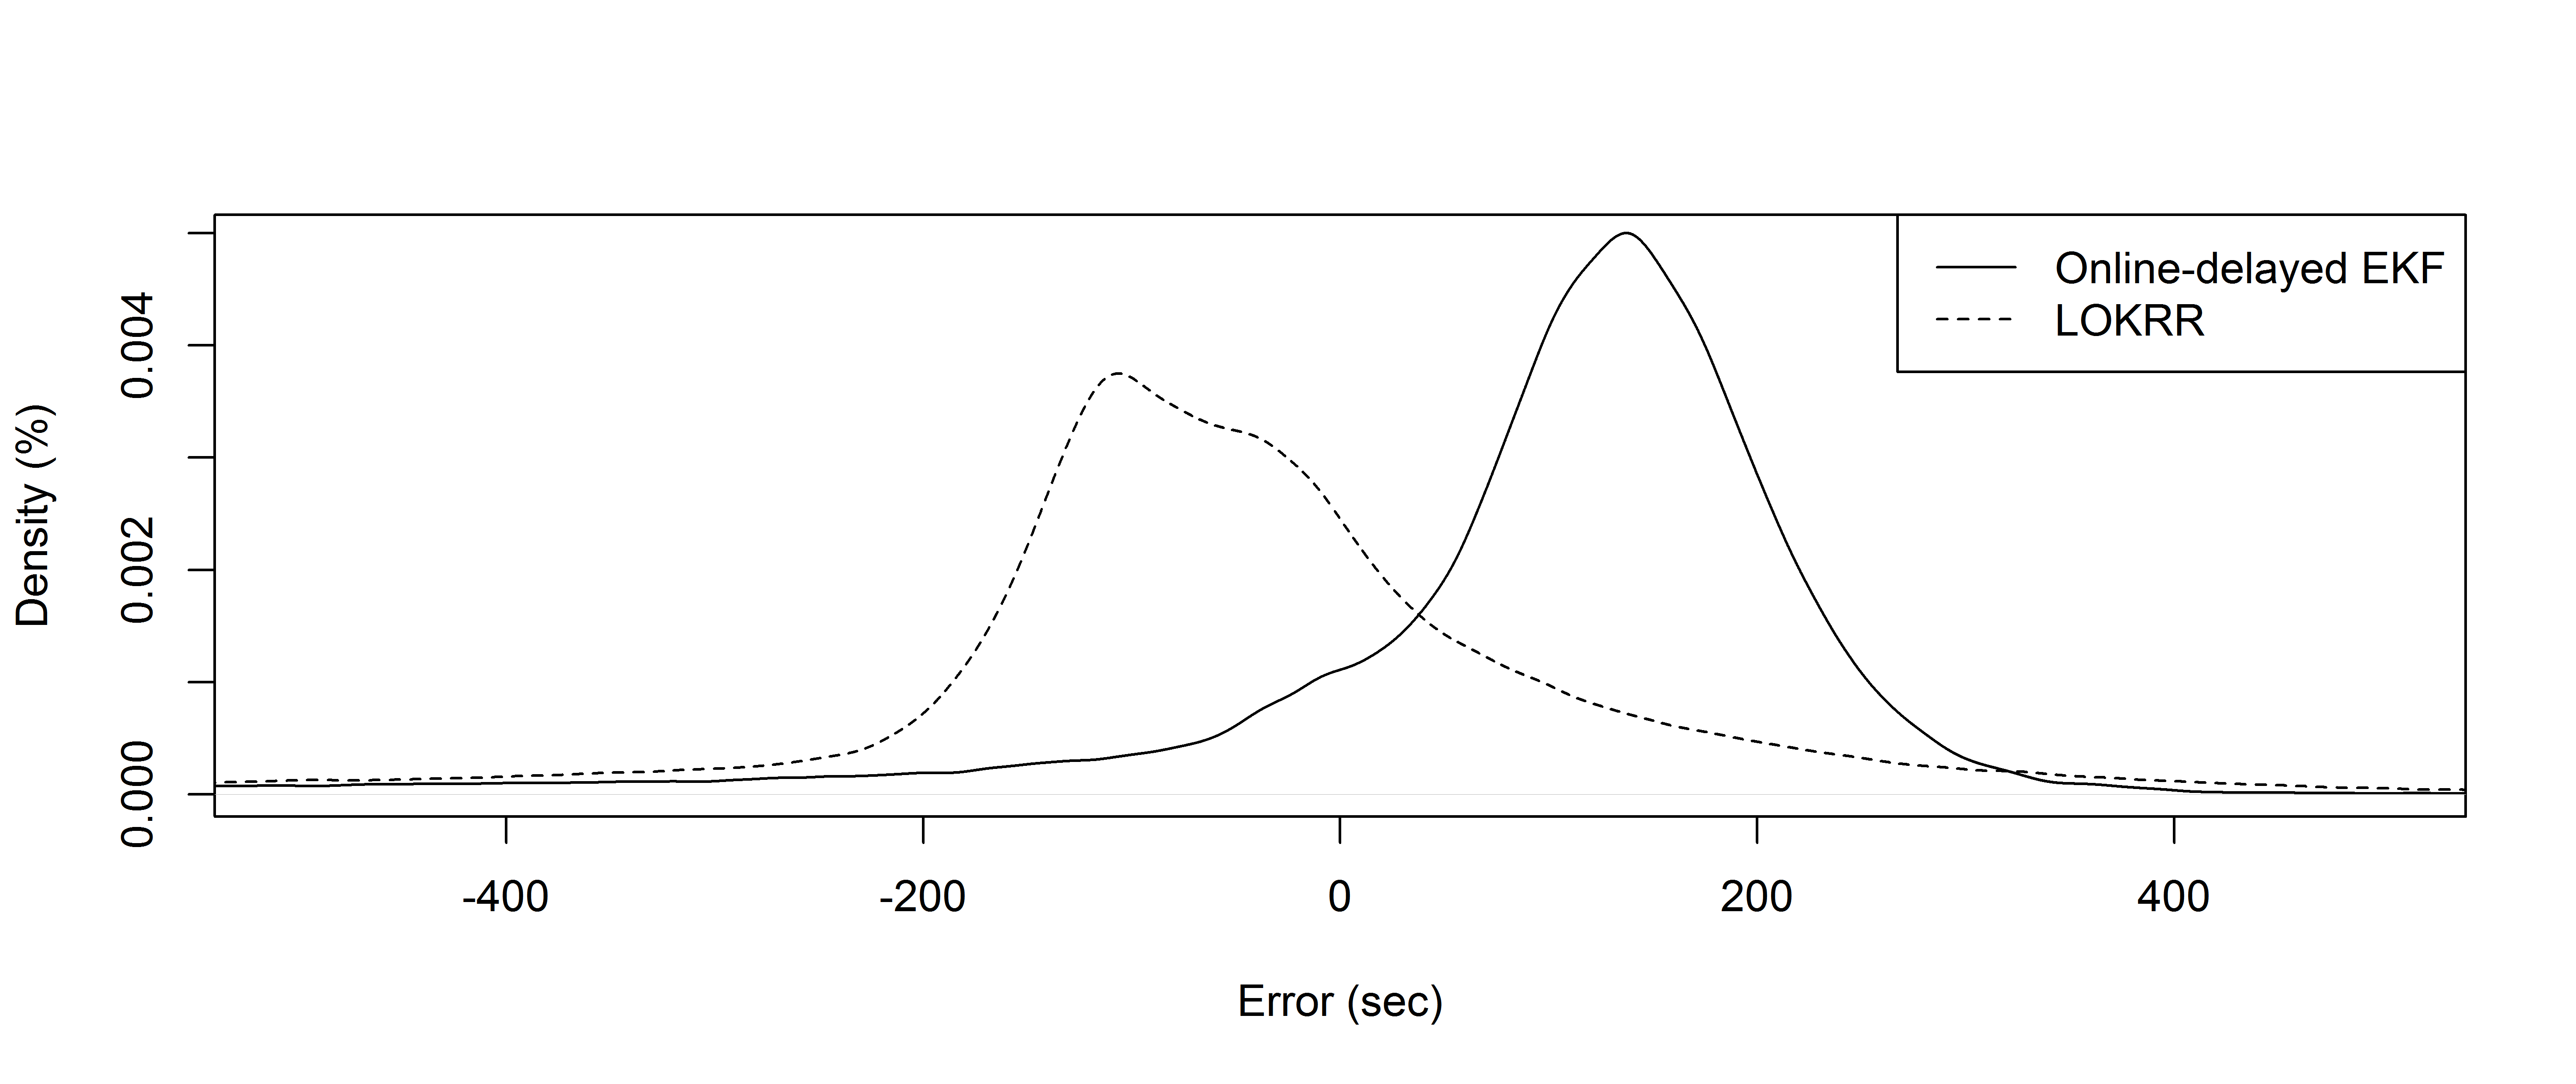 Online-delayed EKF
LOKRR
Density (%)
0.004
0.002
0.000
-400
-200
0
200
400
Error (sec)